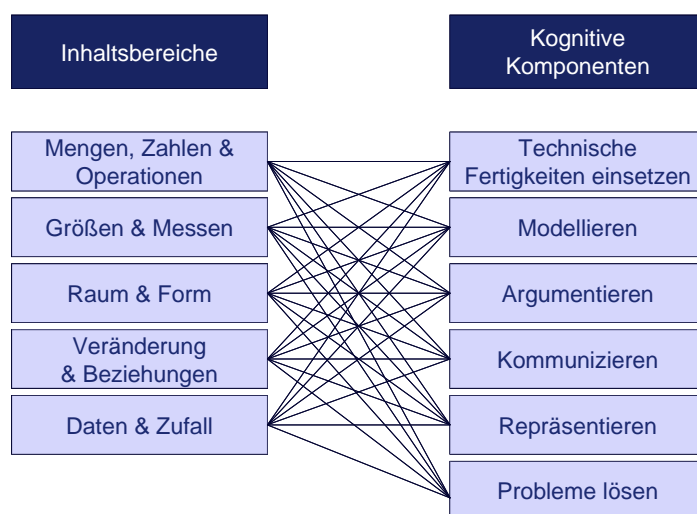 Inhaltsbereiche
Kognitive
Komponenten
Mengen, Zahlen &
Operationen
Größen & Messen
Raum & Form
Veränderung
& Beziehungen
Daten & Zufall
Technische
Fertigkeiten einsetzen
Modellieren
Argumentieren
Kommunizieren
Repräsentieren
Probleme lösen